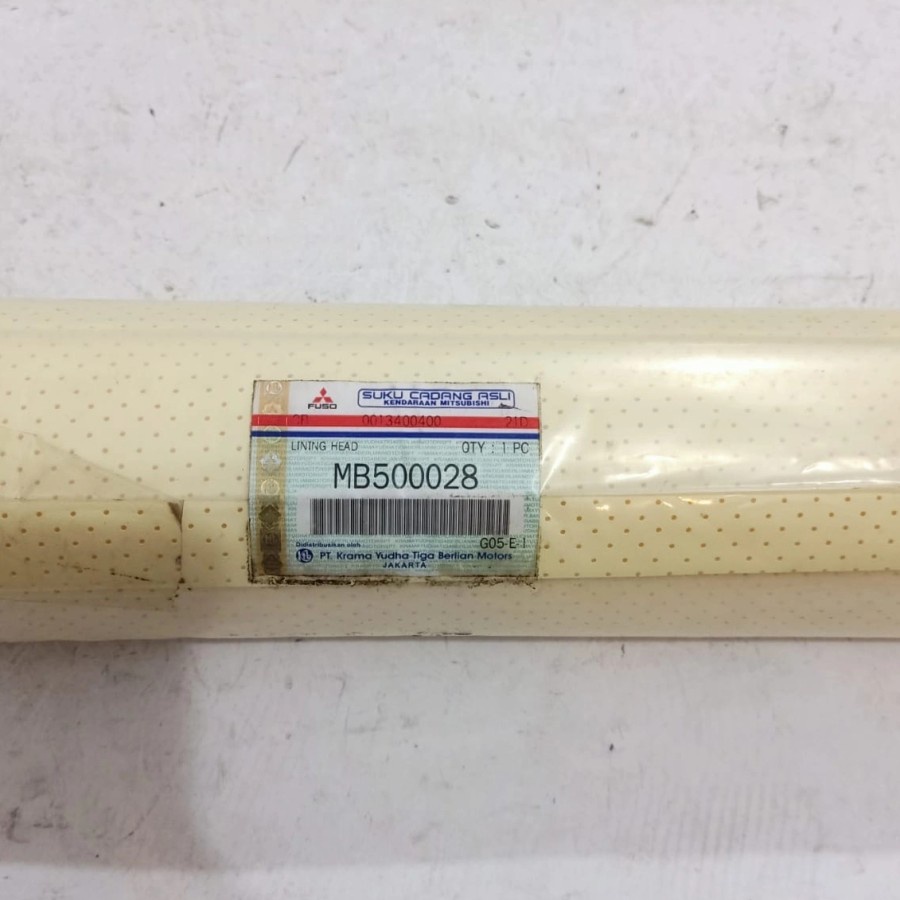 FUSO
SUKU CADANG ASLI
KENDARAAN MITSUBISHI
0013400400 21D
LINING HEAD QTY : 1 PC
MB500028
G05-E-1
Didistribusikan oleh
PT. Krama Yudha Tiga Berlian Motors
JAKARTA